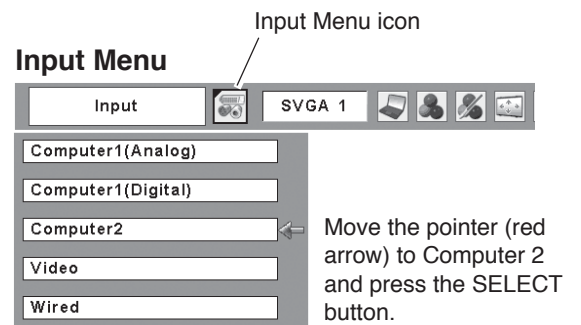 Input Menu icon
Input Menu
Input
SVGA 1
Computer1(Analog)
Computer1(Digital)
Computer2
Video
Wired
Move the pointer (red
arrow) to Computer 2
and press the SELECT
button.